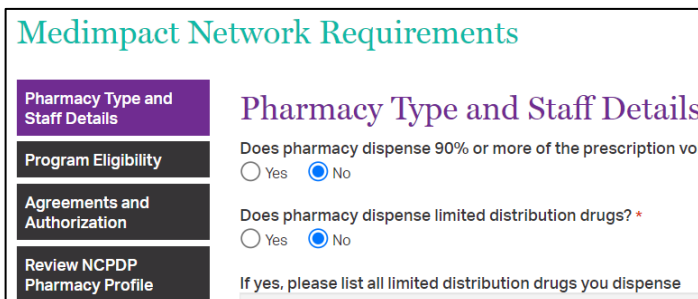 Medimpact Network Requirements
Pharmacy Type and
Staff Details
Program Eligibility
Agreements and
Authorization
Review NCPDP
Pharmacy Profile
Pharmacy Type and Staff Details
Does pharmacy dispense 90% or more of the prescription vo
Yes No
Does pharmacy dispense limited distribution drugs? *
Yes No
If yes, please list all limited distribution drugs you dispense